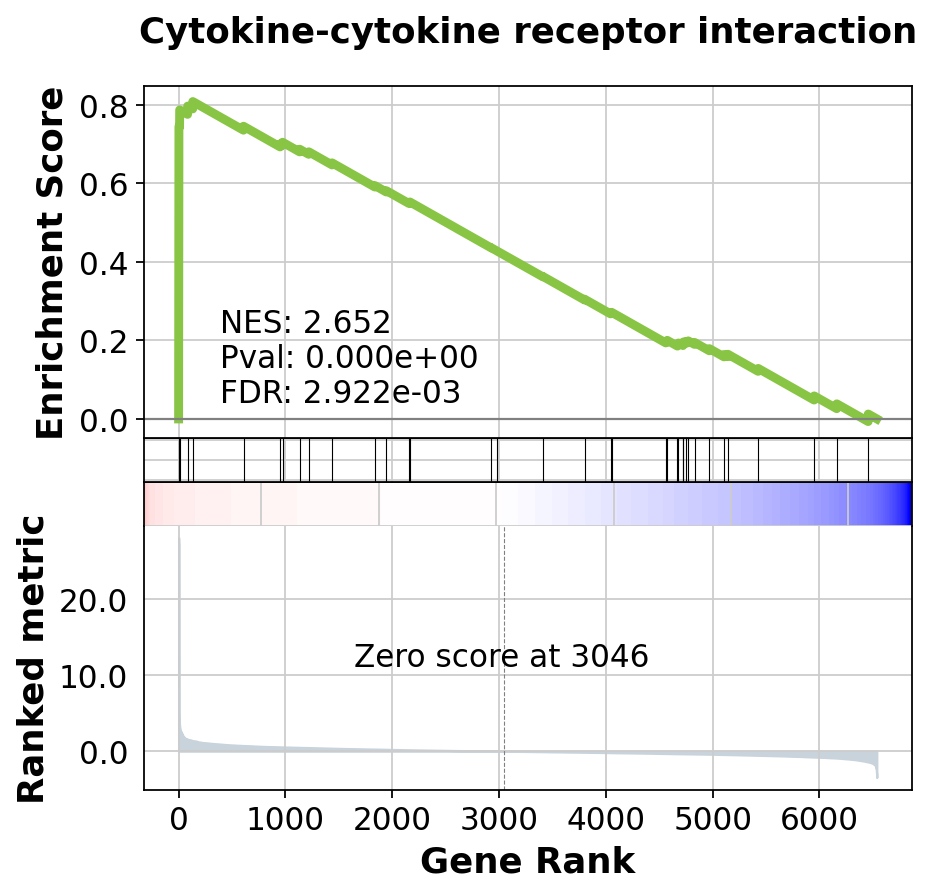 Cytokine-cytokine receptor interaction
Enrichment Score
0.8
0.6
0.4
0.2
0.0
NES: 2.652
Pval: 0.000e+00
FDR: 2.922e-03
Ranked metric
20.0
10.0
0.0
Zero score at 3046
0 1000 2000 3000 4000 5000 6000
Gene Rank